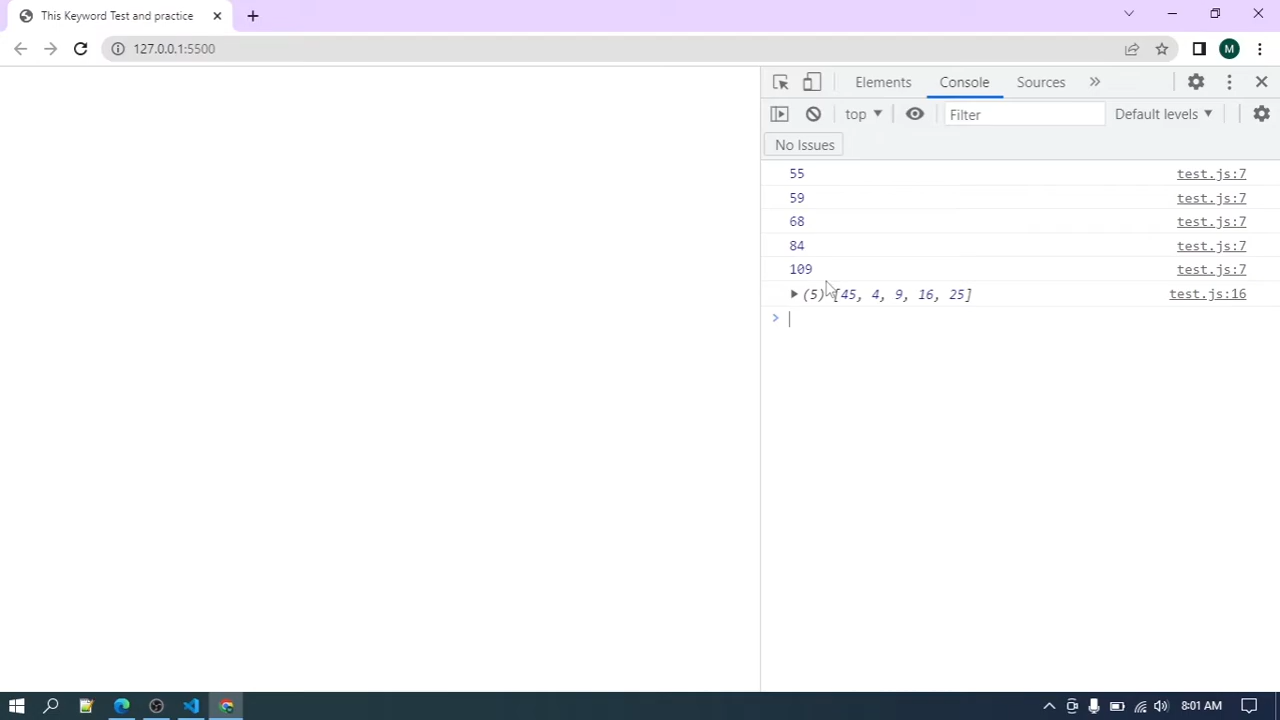 This Keyword Test and practice
127.0.0.1:5500
M
Elements Console Sources
top Filter Default levels
No Issues
55 test.js:7
59 test.js:7
68 test.js:7
84 test.js:7
109 test.js:7
(5) [45, 4, 9, 16, 25] test.js:16
8:01 AM